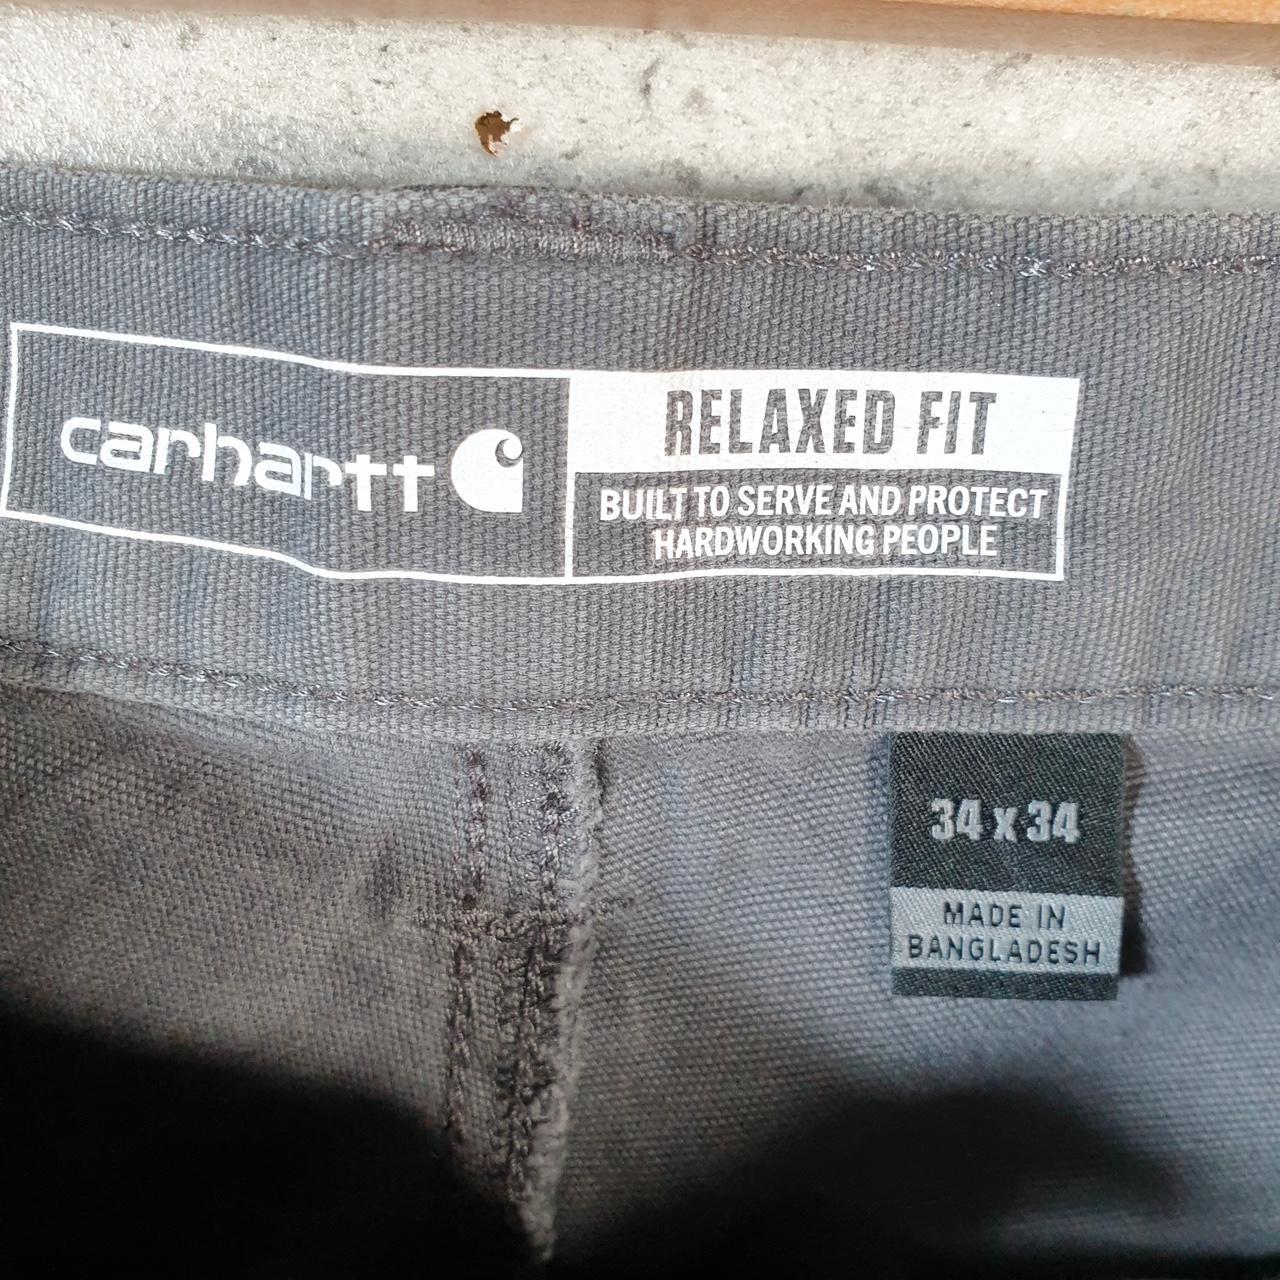 carhartt
RELAXED FIT
BUILT TO SERVE AND PROTECT
HARDWORKING PEOPLE
34 x 34
MADE IN
BANGLADESH